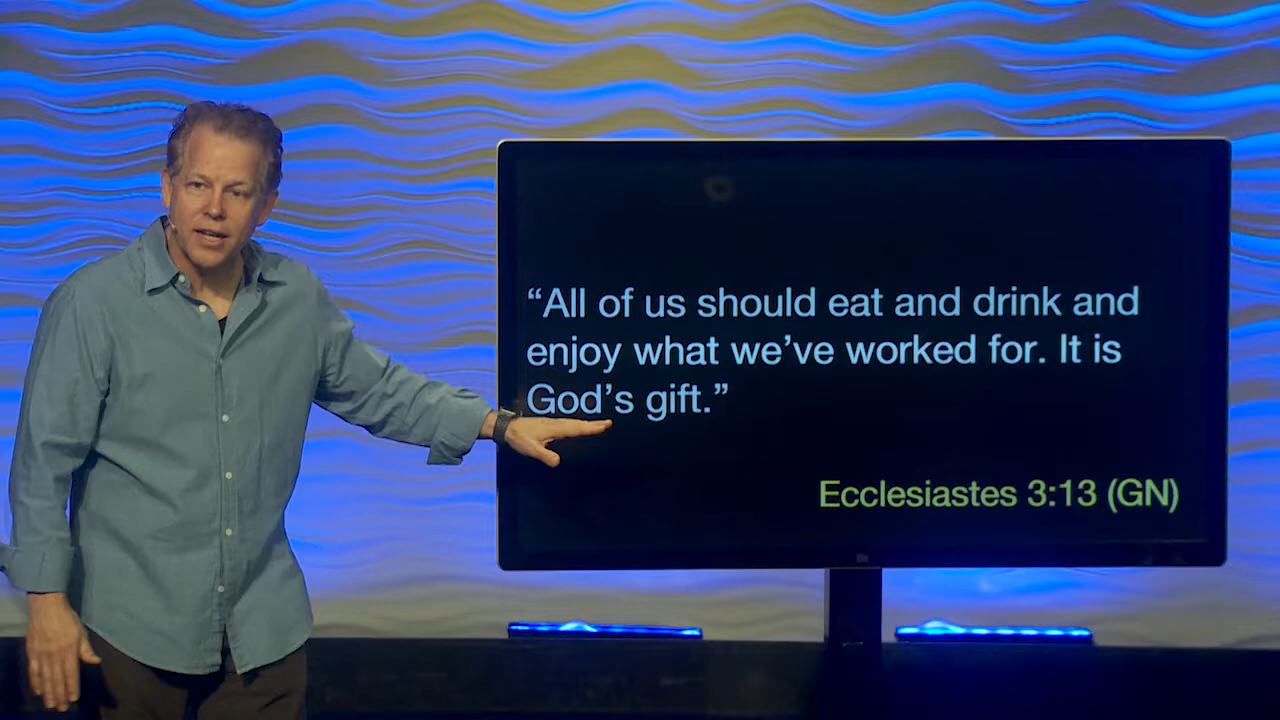 “All of us should eat and drink and
enjoy what we’ve worked for. It is
God’s gift.”
Ecclesiastes 3:13 (GN)